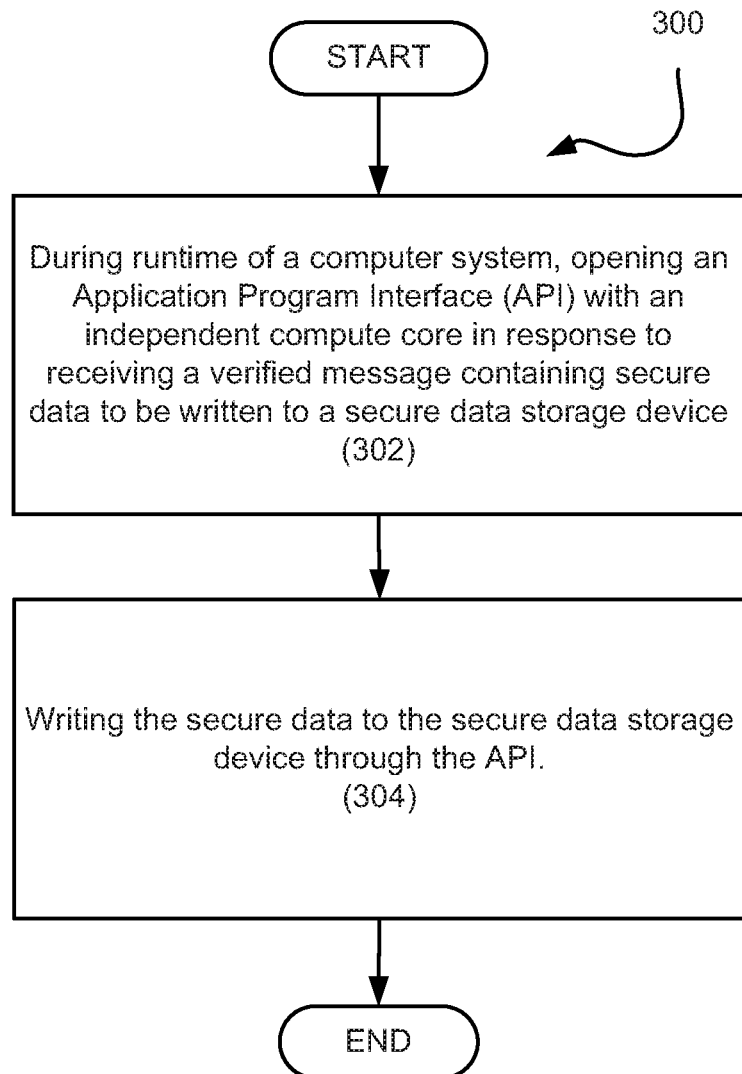 START
300
During runtime of a computer system, opening an
Application Program Interface (API) with an
independent compute core in response to
receiving a verified message containing secure
data to be written to a secure data storage device
(302)
Writing the secure data to the secure data storage
device through the API.
(304)
END